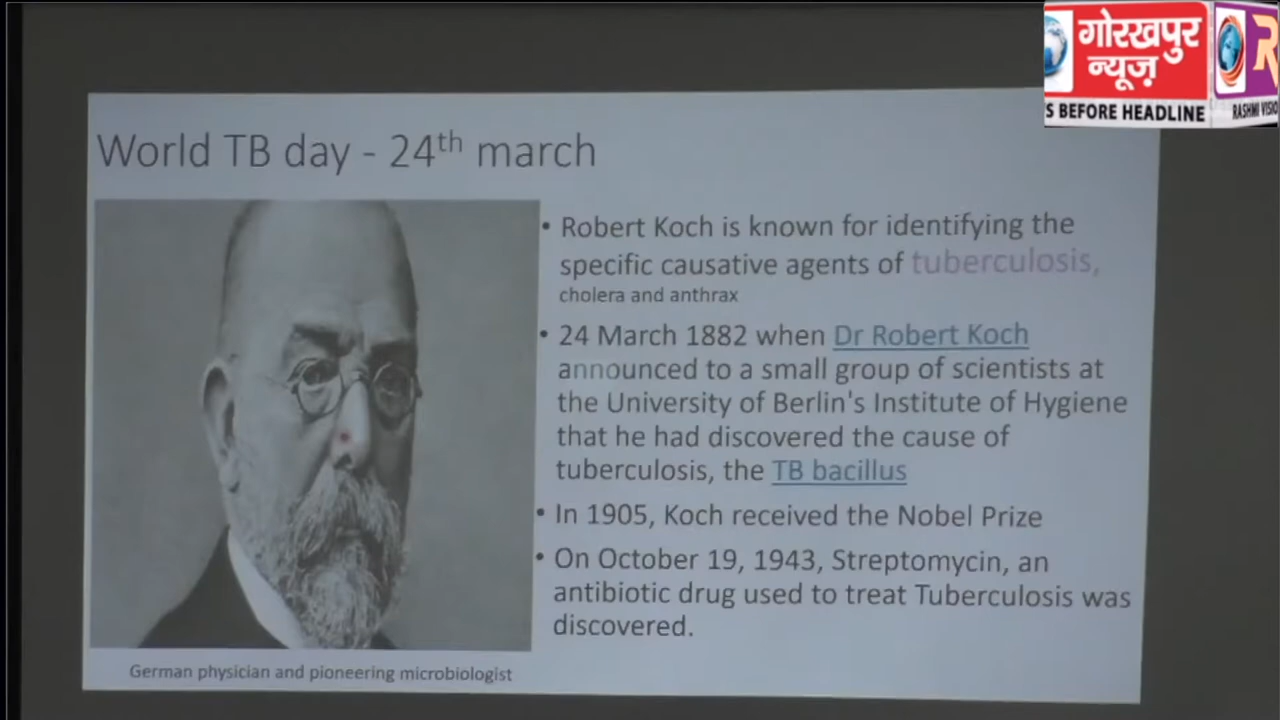 गोरखपुर
न्यूज़
S BEFORE HEADLINE
R
RASHMI VISIO
World TB day - 24th march
• Robert Koch is known for identifying the
specific causative agents of tuberculosis,
cholera and anthrax
• 24 March 1882 when Dr Robert Koch
announced to a small group of scientists at
the University of Berlin's Institute of Hygiene
that he had discovered the cause of
tuberculosis, the TB bacillus
• In 1905, Koch received the Nobel Prize
• On October 19, 1943, Streptomycin, an
antibiotic drug used to treat Tuberculosis was
discovered.
German physician and pioneering microbiologist